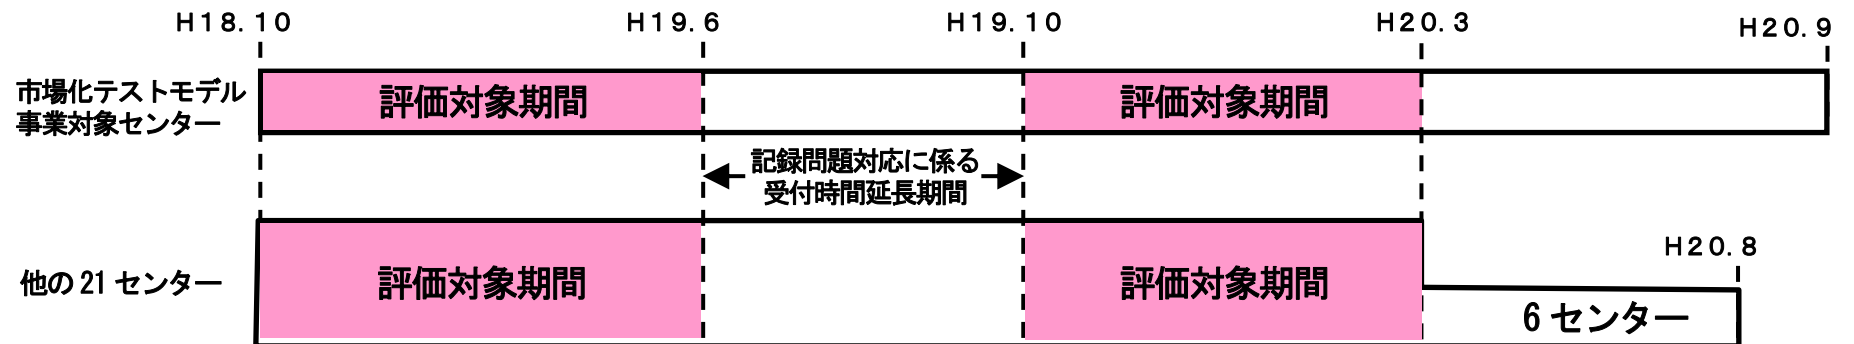 H18.10
H19.6
H19.10
H20.3
H20.9
市場化テストモデル
事業対象センター
評価対象期間
評価対象期間
記録問題対応に係る
受付時間延長期間
他の21センター
評価対象期間
評価対象期間
H20.8
6センター